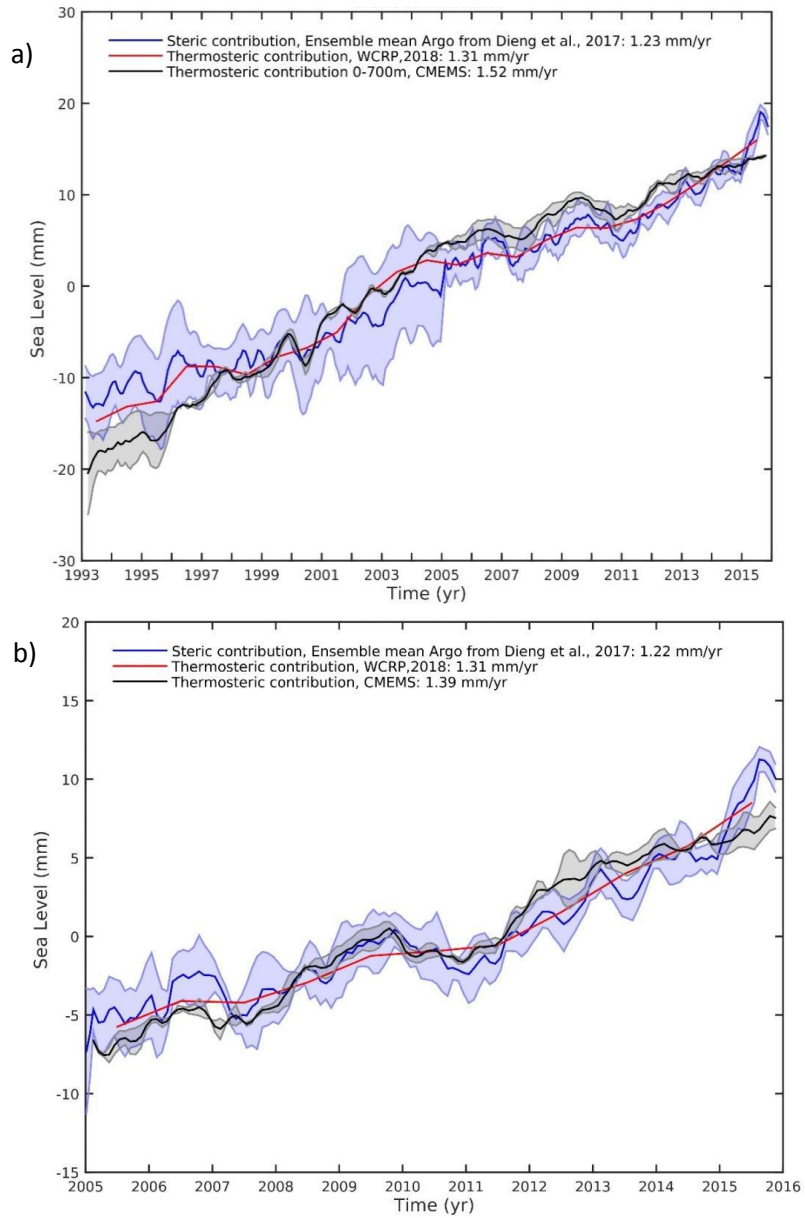 a)
30
20
10
0
-10
-20
-30
Sea Level (mm)
Steric contribution, Ensemble mean Argo from Dieng et al., 2017: 1.23 mm/yr
Thermosteric contribution, WCRP,2018: 1.31 mm/yr
Thermosteric contribution 0-700m, CMEMS: 1.52 mm/yr
1993 1995 1997 1999 2001 2003 2005 2007 2009 2011 2013 2015
Time (yr)
b)
20
15
10
5
0
-5
-10
-15
Sea Level (mm)
Steric contribution, Ensemble mean Argo from Dieng et al., 2017: 1.22 mm/yr
Thermosteric contribution, WCRP,2018: 1.31 mm/yr
Thermosteric contribution, CMEMS: 1.39 mm/yr
2005 2006 2007 2008 2009 2010 2011 2012 2013 2014 2015 2016
Time (yr)